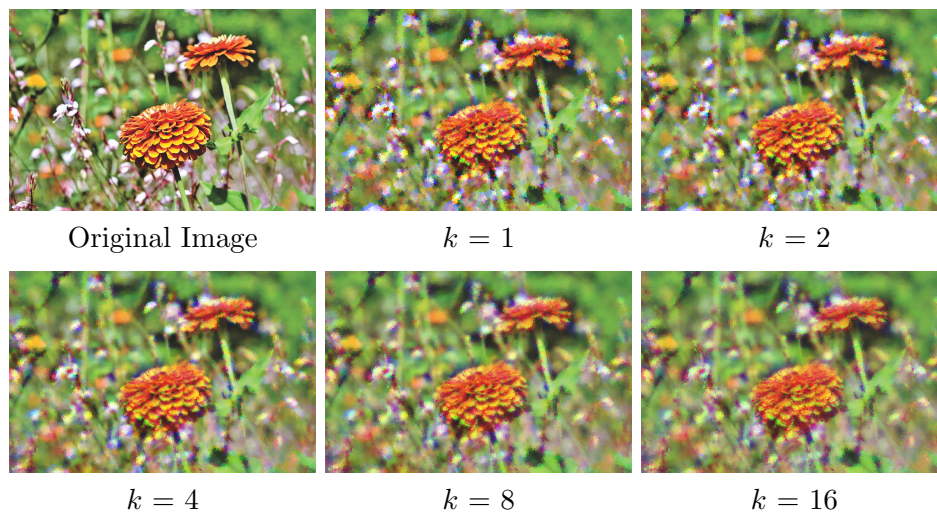 Original Image
k = 1
k = 2
k = 4
k = 8
k = 16